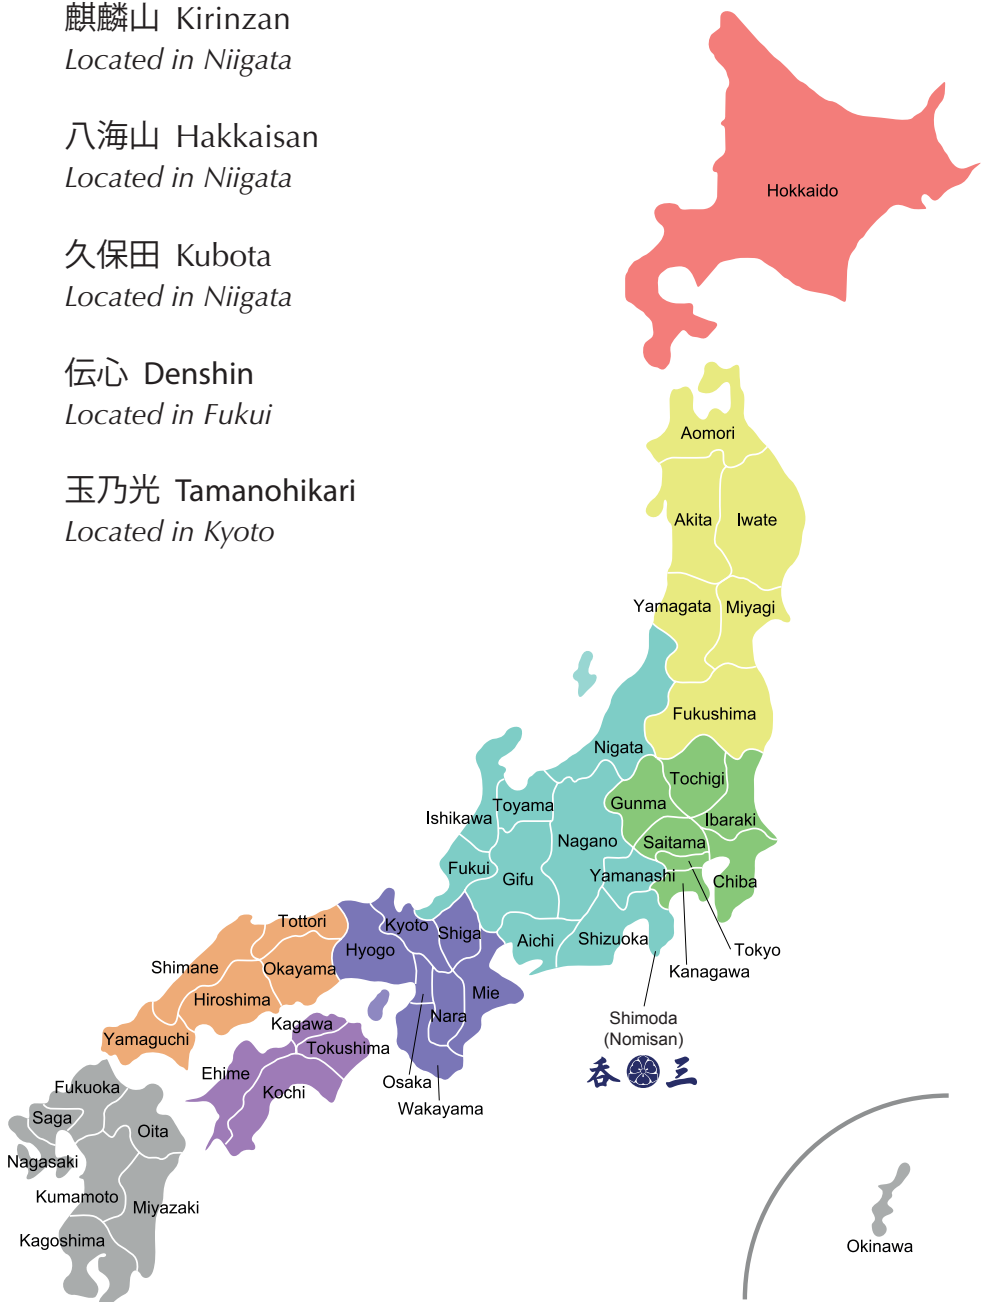 麒麟山 Kirinzan
Located in Niigata
八海山 Hakkaisan
Located in Niigata
久保田 Kubota
Located in Niigata
伝心 Denshin
Located in Fukui
玉乃光 Tamanohikari
Located in Kyoto
Hokkaido
Aomori
Akita
Iwate
Yamagata
Miyagi
Fukushima
Nigata
Tochigi
Gunma
Ibaraki
Toyama
Ishikawa
Nagano
Saitama
Fukui
Gifu
Yamanashi
Chiba
Tottori
Kyoto
Shiga
Hyogo
Aichi
Shizuoka
Tokyo
Shimane
Okayama
Kanagawa
Hiroshima
Mie
Nara
Shimoda
(Nomisan)
呑三
Kagawa
Yamaguchi
Tokushima
Ehime
Osaka
Kochi
Wakayama
Fukuoka
Saga
Oita
Nagasaki
Kumamoto
Miyazaki
Kagoshima
Okinawa